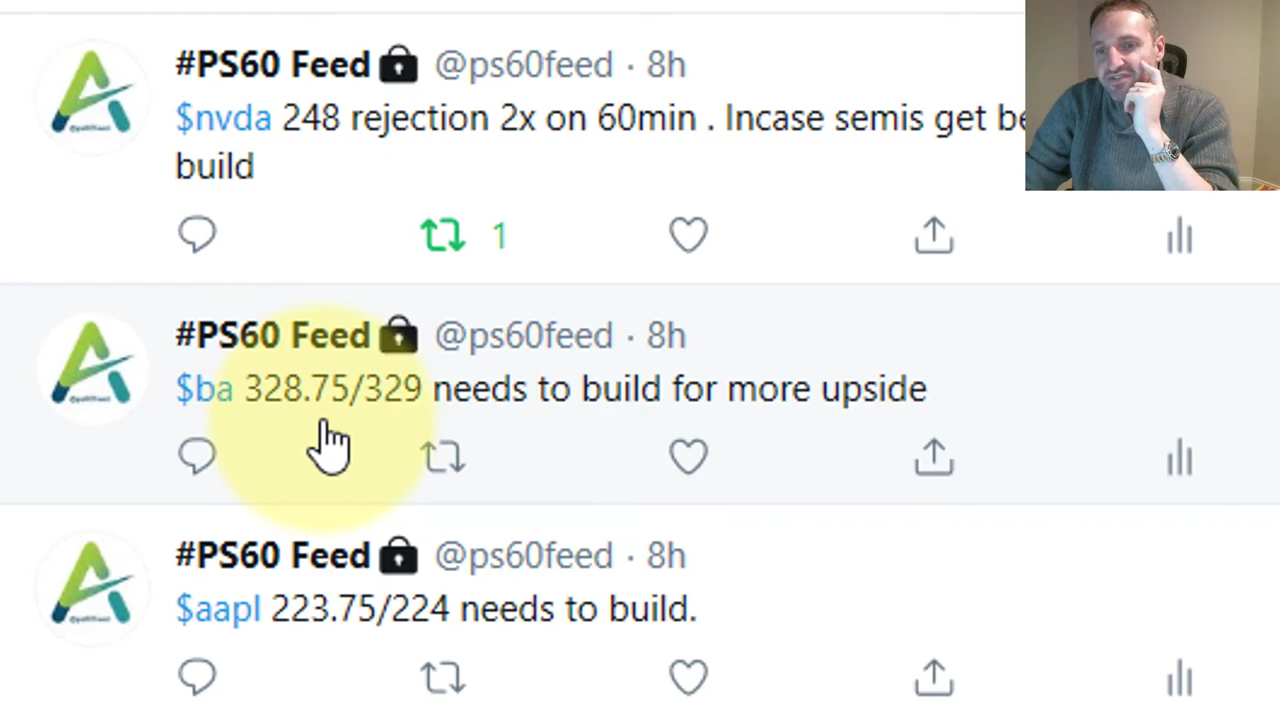 #PS60 Feed @ps60feed · 8h
$nvda 248 rejection 2x on 60min . Incase semis get
build
1
#PS60 Feed @ps60feed · 8h
$ba 328.75/329 needs to build for more upside
#PS60 Feed @ps60feed · 8h
$aapl 223.75/224 needs to build.